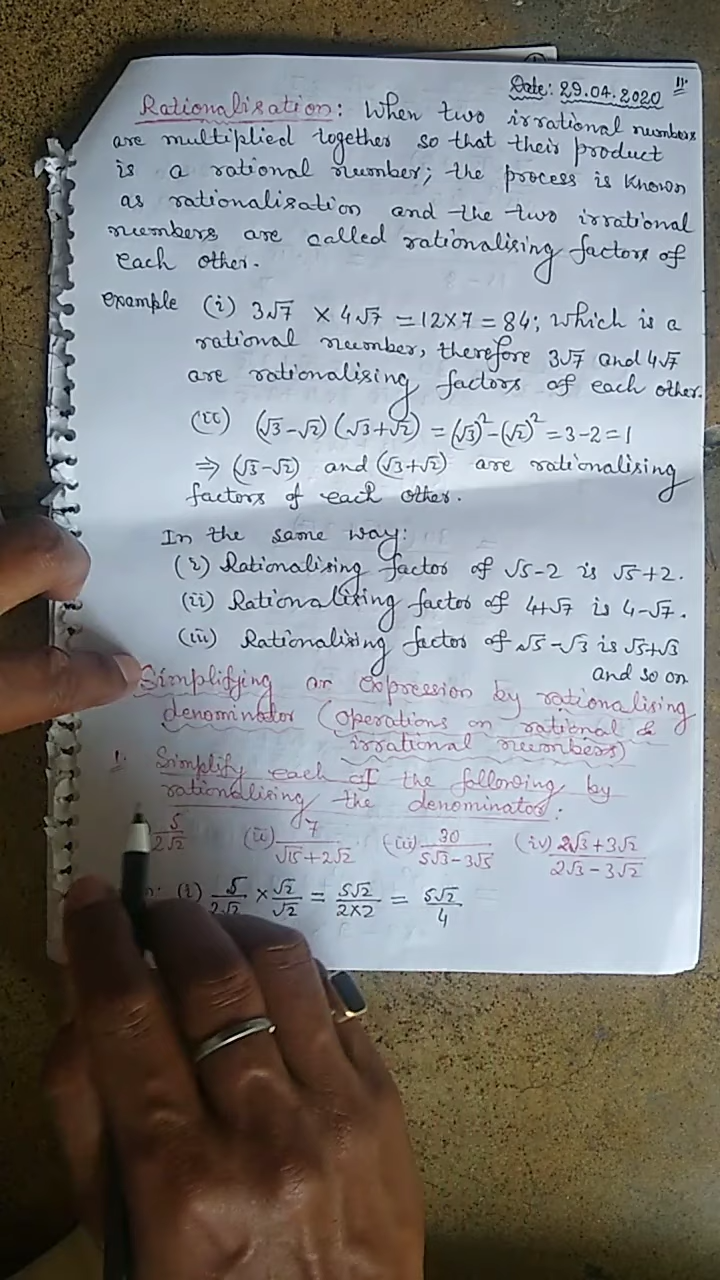 Date: 29.04.2020
Rationalisation: When two irrational numbers
are multiplied together so that their product
is a rational number; the process is known
as rationalisation and the two irrational
numbers are called rationalising factors of
each other.
example (i) 3√7 × 4√7 = 12×7 = 84; which is a
rational number, therefore 3√7 and 4√7
are rationalising factors of each other.
(ii) (√3-√2)(√3+√2) = (√3)²-(√2)² = 3-2 = 1
⇒ (√3-√2) and (√3+√2) are rationalising
factors of each other.
In the same way:
(i) Rationalising factor of √5-2 is √5+2.
(ii) Rationalising factor of 4+√7 is 4-√7.
(iii) Rationalising factor of √5-√3 is √5+√3
and so on
Simplifying an expression by rationalising
denominator (operations on rational &
irrational numbers)
1. Simplify each of the following by
rationalising the denominator:
5/2√2 (ii) 7/√15+2√2 (iii) 30/5√3-3√5 (iv) 2√3+3√2/2√3-3√2
(i) 5/2√2 × √2/√2 = 5√2/2×2 = 5√2/4